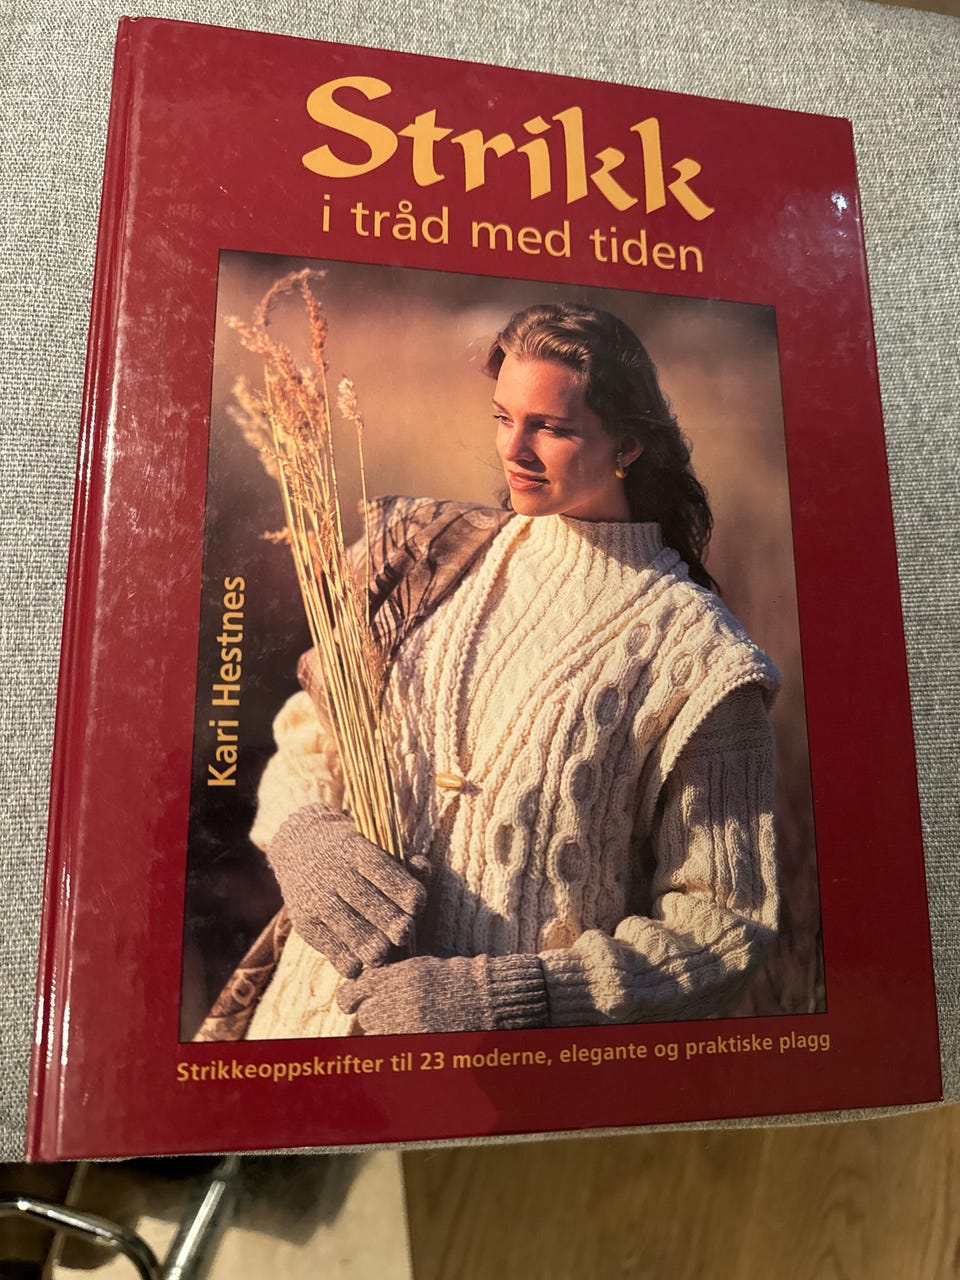 Strikk
i tråd med tiden
Kari Hestnes
Strikkeoppskrifter til 23 moderne, elegante og praktiske plagg